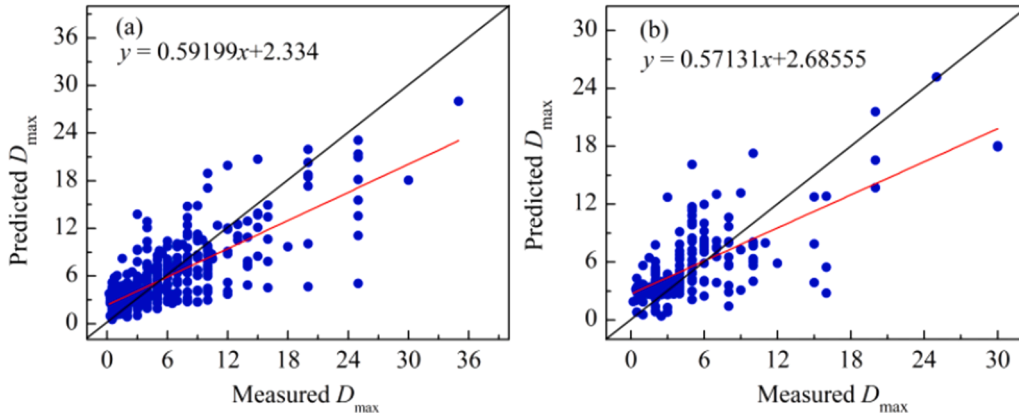 (a)
y = 0.59199x+2.334
36
30
24
18
12
6
0
Predicted Dmax
0 6 12 18 24 30 36
Measured Dmax
(b)
y = 0.57131x+2.68555
30
24
18
12
6
0
Predicted Dmax
0 6 12 18 24 30
Measured Dmax